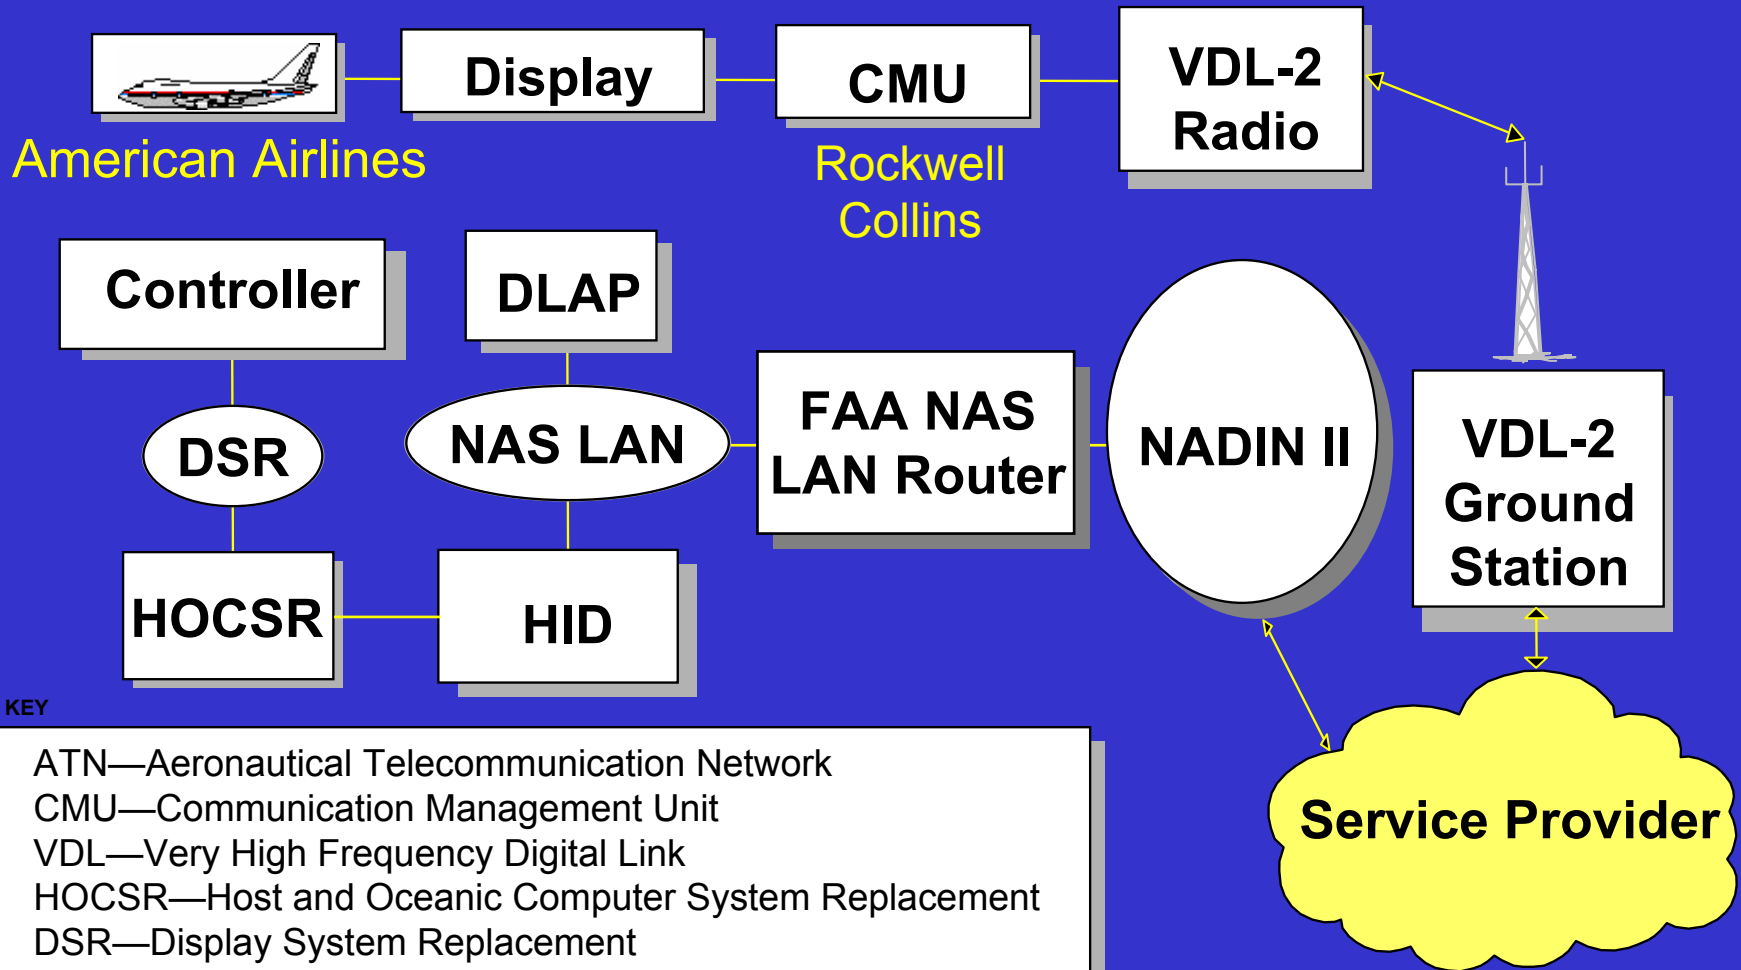 Display
CMU
VDL-2
Radio
American Airlines
Rockwell
Collins
Controller
DLAP
DSR
NAS LAN
FAA NAS
LAN Router
NADIN II
VDL-2
Ground
Station
HOCSR
HID
Service Provider
KEY
ATN—Aeronautical Telecommunication Network
CMU—Communication Management Unit
VDL—Very High Frequency Digital Link
HOCSR—Host and Oceanic Computer System Replacement
DSR—Display System Replacement